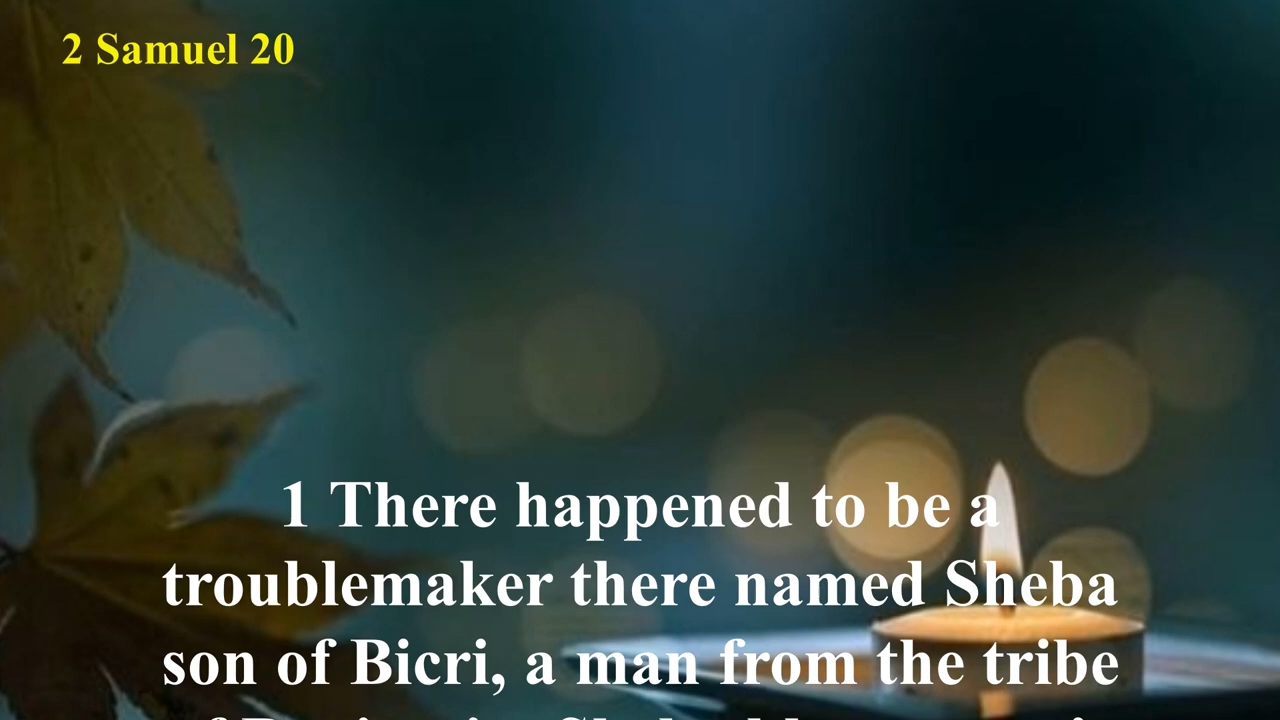 2 Samuel 20
1 There happened to be a
troublemaker there named Sheba
son of Bicri, a man from the tribe